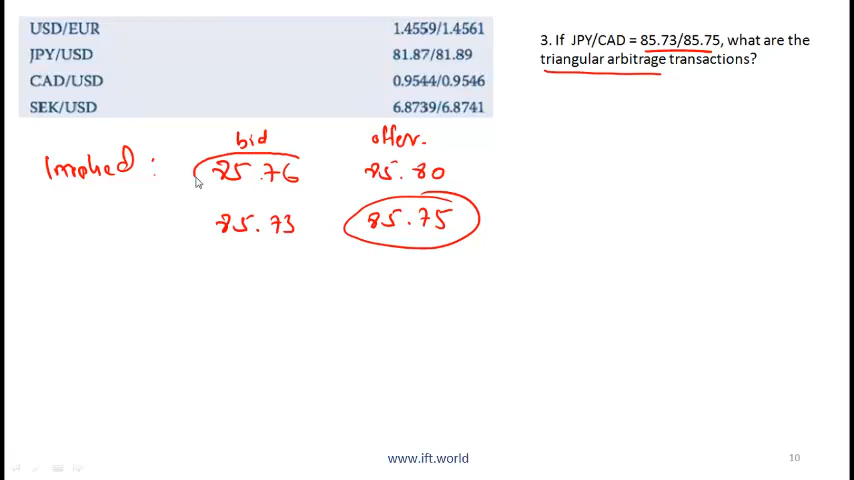 USD/EUR 1.4559/1.4561
JPY/USD 81.87/81.89
CAD/USD 0.9544/0.9546
SEK/USD 6.8739/6.8741
3. If JPY/CAD = 85.73/85.75, what are the
triangular arbitrage transactions?
bid offer.
Implied : 85.76 85.80
85.73 85.75
www.ift.world
10